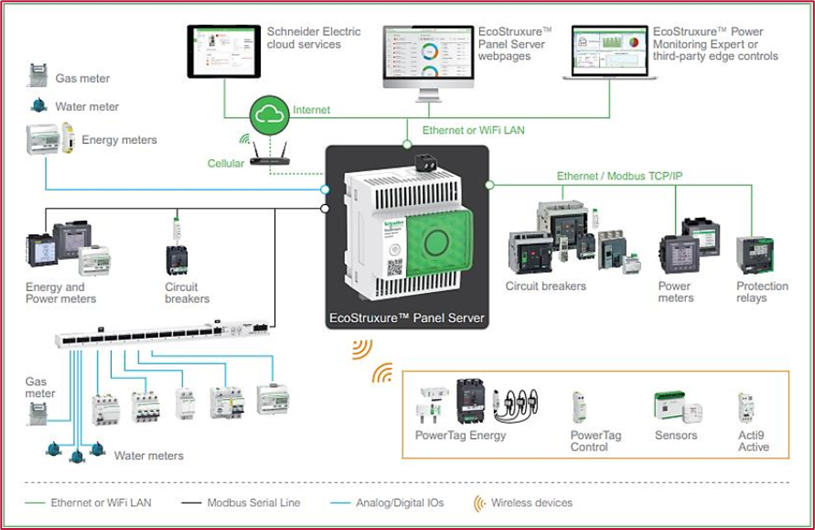 Schneider Electric
cloud services
EcoStruxure™
Panel Server
webpages
EcoStruxure™ Power
Monitoring Expert or
third-party edge controls
Gas meter
Water meter
Energy meters
Internet
Ethernet or WiFi LAN
Cellular
Ethernet / Modbus TCP/IP
Schneider
Energy and
Power meters
Circuit
breakers
EcoStruxure™ Panel Server
Circuit breakers
Power
meters
Protection
relays
Gas
meter
Water meters
PowerTag Energy
PowerTag
Control
Sensors
Acti9
Active
Ethernet or WiFi LAN
Modbus Serial Line
Analog/Digital IOs
Wireless devices